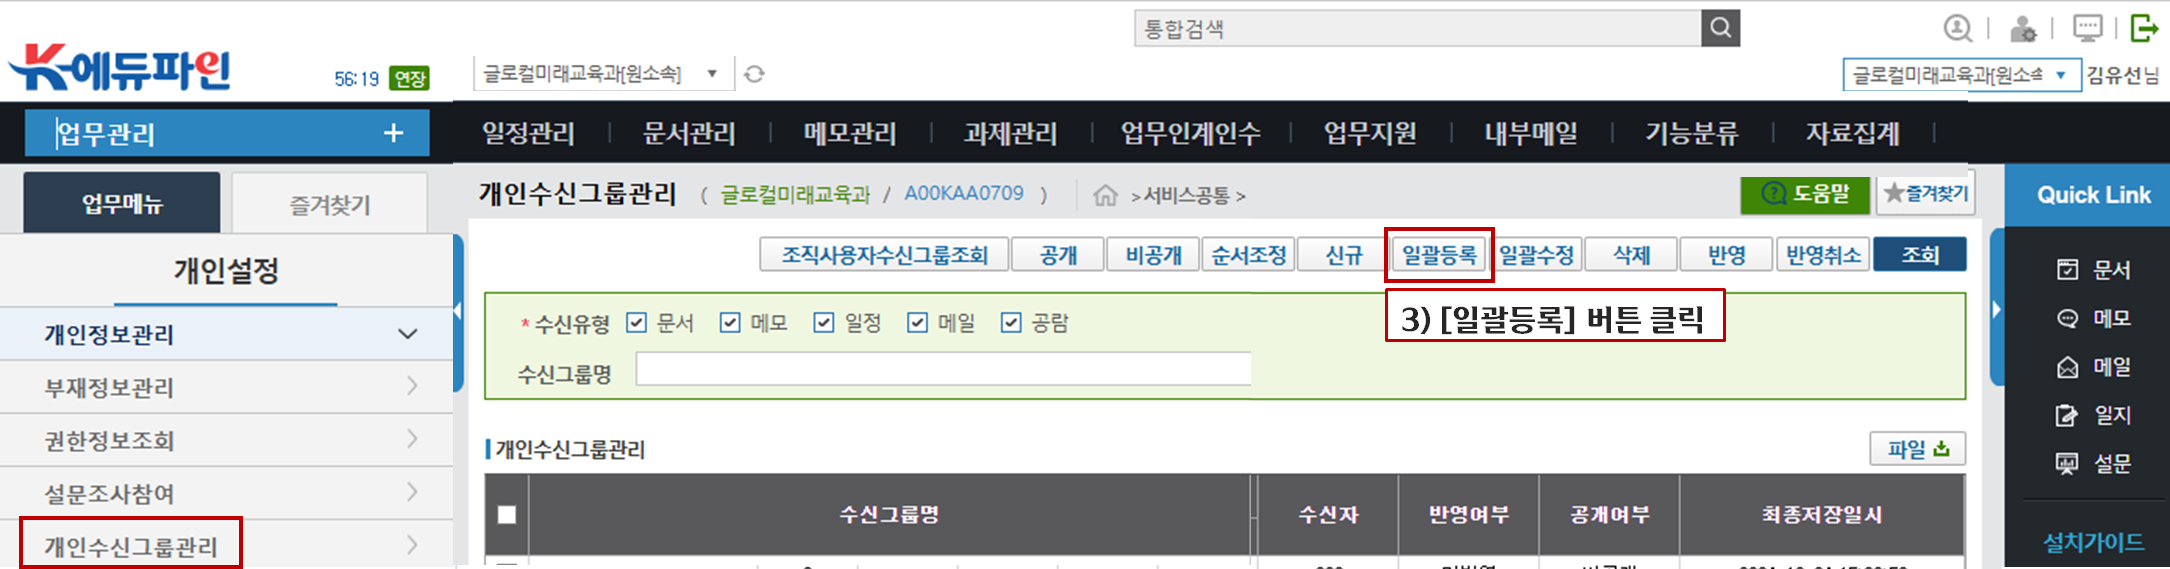 통합검색
K-에듀파인
56:19 연장
글로컬미래교육과[원소속]
글로컬미래교육과[원소속 김유선님
업무관리 +
일정관리 문서관리 메모관리 과제관리 업무인계인수 업무지원 내부메일 기능분류 자료집계
업무메뉴 즐겨찾기
개인설정
개인정보관리
부재정보관리
권한정보조회
설문조사참여
개인수신그룹관리
개인수신그룹관리 ( 글로컬미래교육과 / A00KAA0709 ) >서비스공통 >
도움말 ★즐겨찾기
조직사용자수신그룹조회 공개 비공개 순서조정 신규 일괄등록 일괄수정 삭제 반영 반영취소 조회
3) [일괄등록] 버튼 클릭
* 수신유형 문서 메모 일정 메일 공람
수신그룹명
개인수신그룹관리
파일
수신그룹명 수신자 반영여부 공개여부 최종저장일시
Quick Link
문서
메모
메일
일지
설문
설치가이드